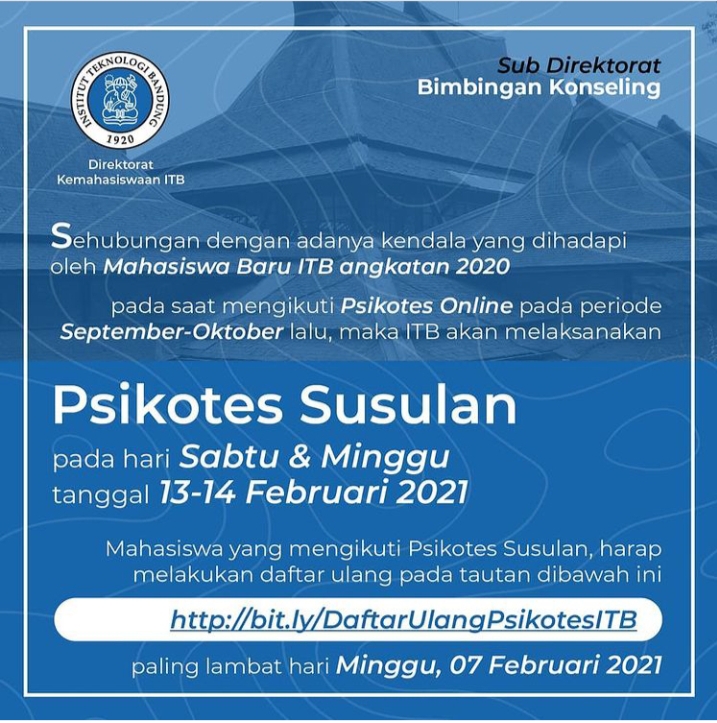 INSTITUT TEKNOLOGI BANDUNG
1920
Direktorat
Kemahasiswaan ITB
Sub Direktorat
Bimbingan Konseling
Sehubungan dengan adanya kendala yang dihadapi
oleh Mahasiswa Baru ITB angkatan 2020
pada saat mengikuti Psikotes Online pada periode
September-Oktober lalu, maka ITB akan melaksanakan
Psikotes Susulan
pada hari Sabtu & Minggu
tanggal 13-14 Februari 2021
Mahasiswa yang mengikuti Psikotes Susulan, harap
melakukan daftar ulang pada tautan dibawah ini
http://bit.ly/DaftarUlangPsikotesITB
paling lambat hari Minggu, 07 Februari 2021